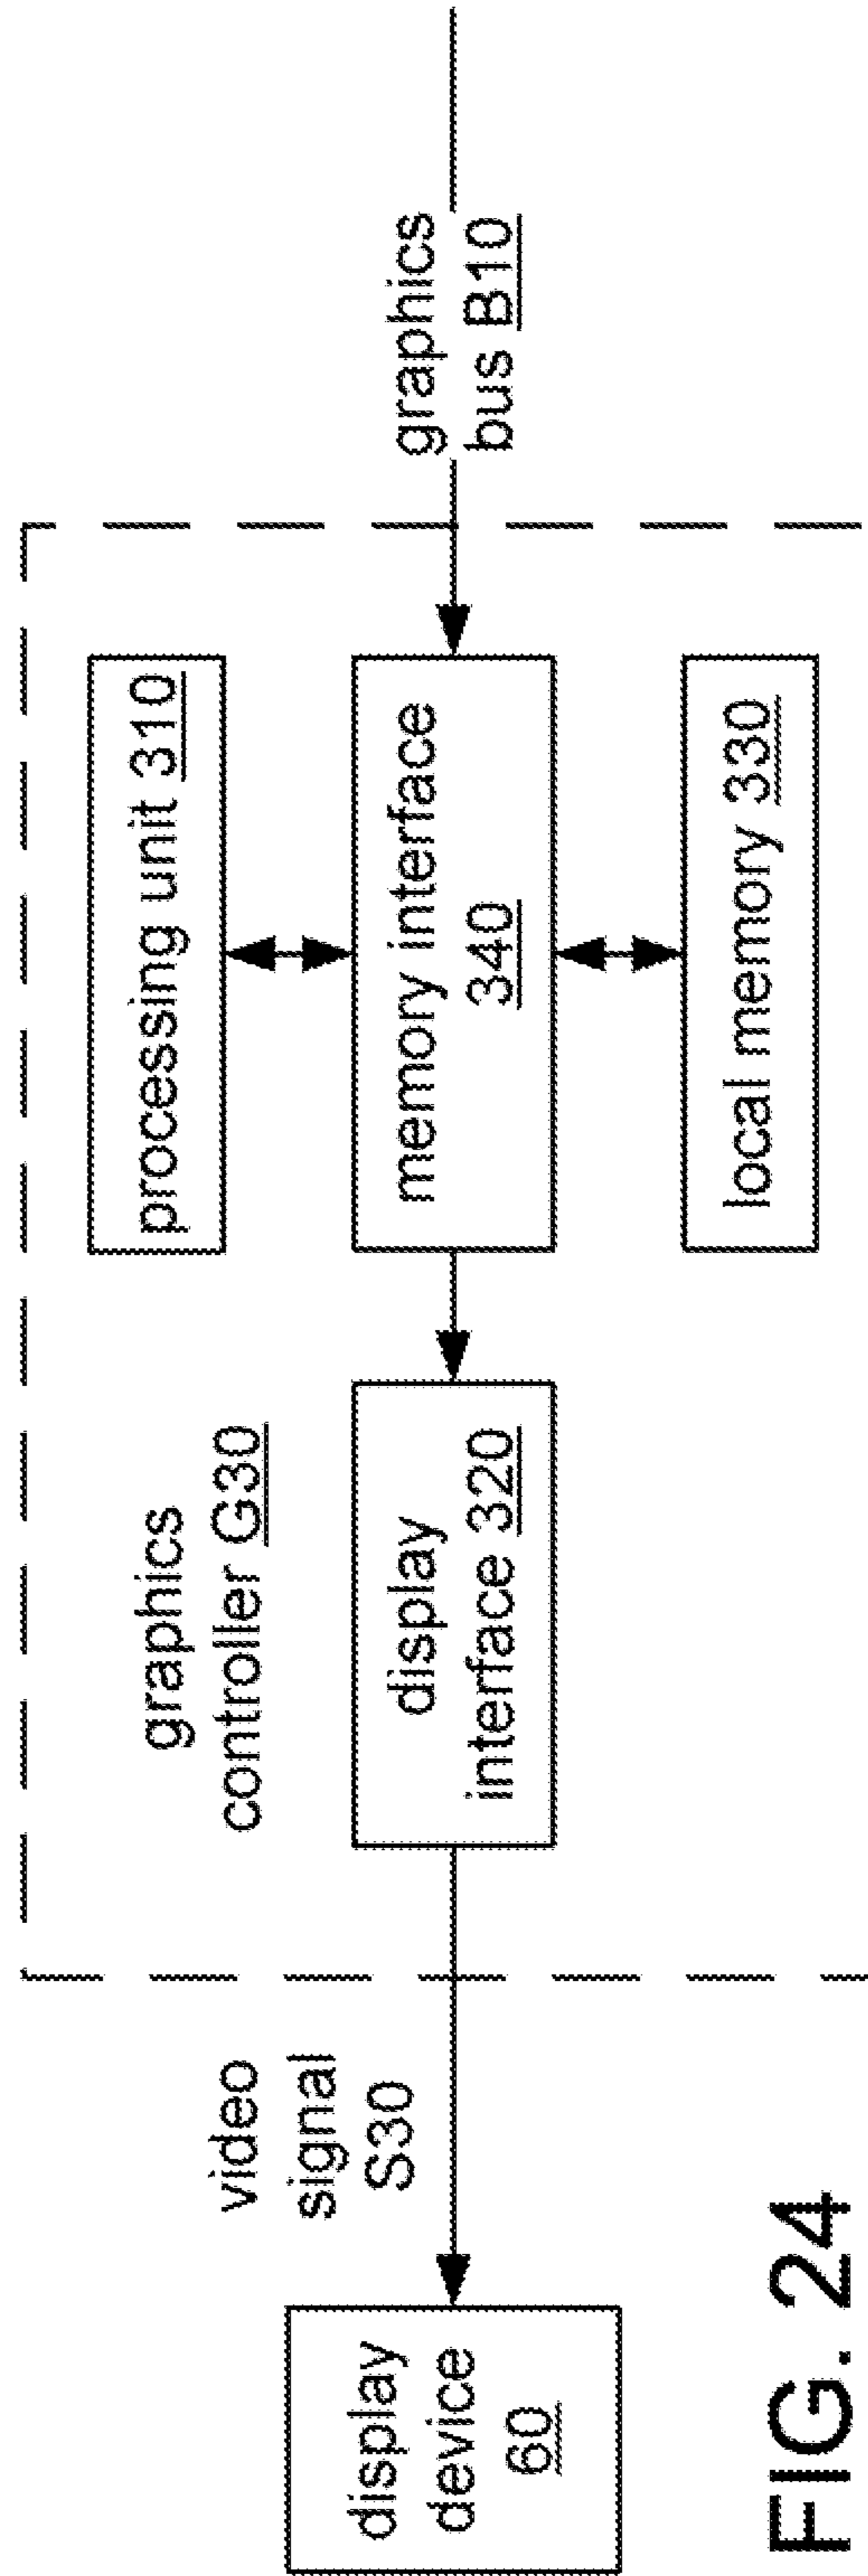 graphics
controller G30
processing unit 310
video
signal
S30
display
device
60
display
interface 320
memory interface
340
graphics
bus B10
local memory 330
FIG. 24